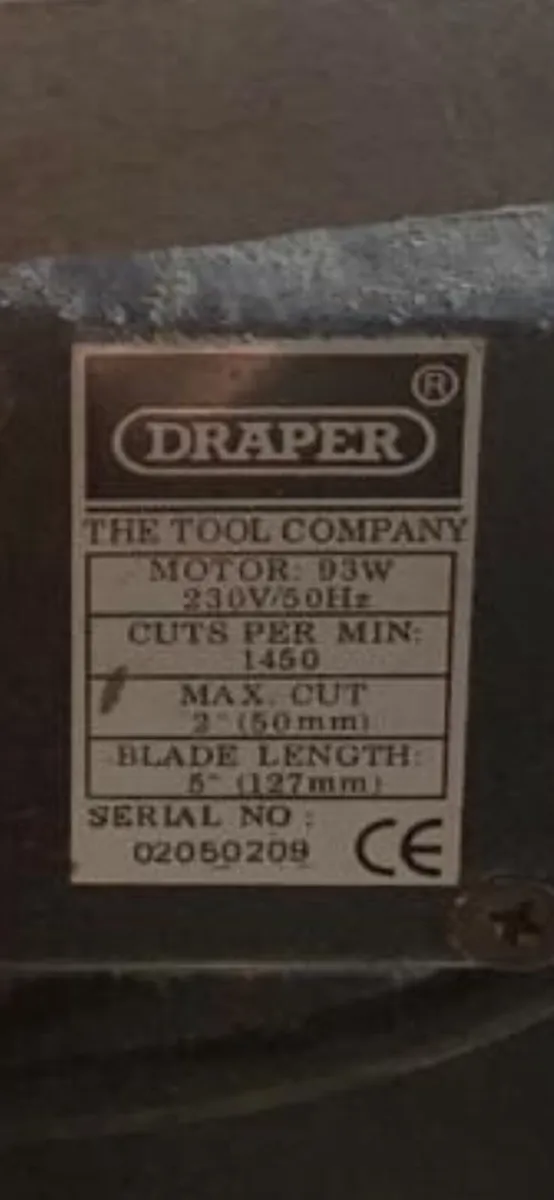 ®
DRAPER
THE TOOL COMPANY
MOTOR: 93W
230V/50Hz
CUTS PER MIN:
1450
MAX. CUT
2" (50mm)
BLADE LENGTH:
5" (127mm)
SERIAL NO :
02050209
CE